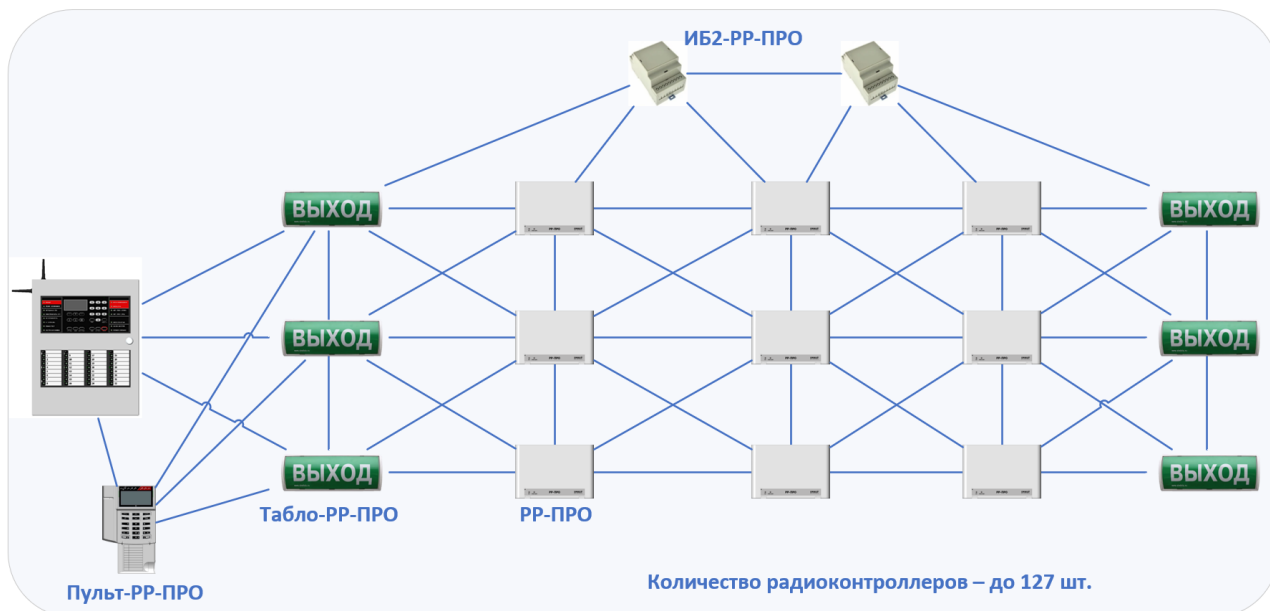 ИБ2-РР-ПРО
ВЫХОД
ВЫХОД
ВЫХОД
ВЫХОД
ВЫХОД
ВЫХОД
Табло-РР-ПРО
РР-ПРО
Пульт-РР-ПРО
Количество радиоконтроллеров – до 127 шт.